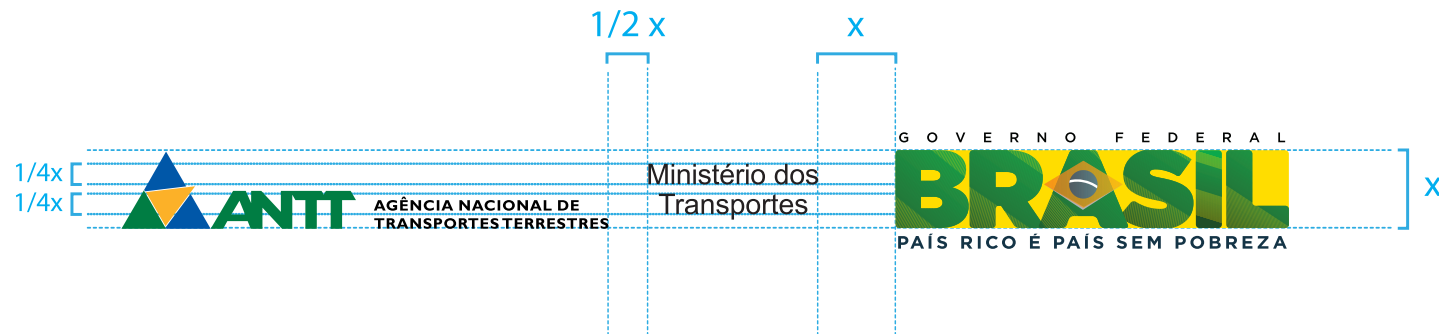 1/2 x
x
GOVERNO FEDERAL
1/4x
1/4x
ANTT
AGÊNCIA NACIONAL DE
TRANSPORTES TERRESTRES
Ministério dos
Transportes
BRASIL
x
PAÍS RICO É PAÍS SEM POBREZA